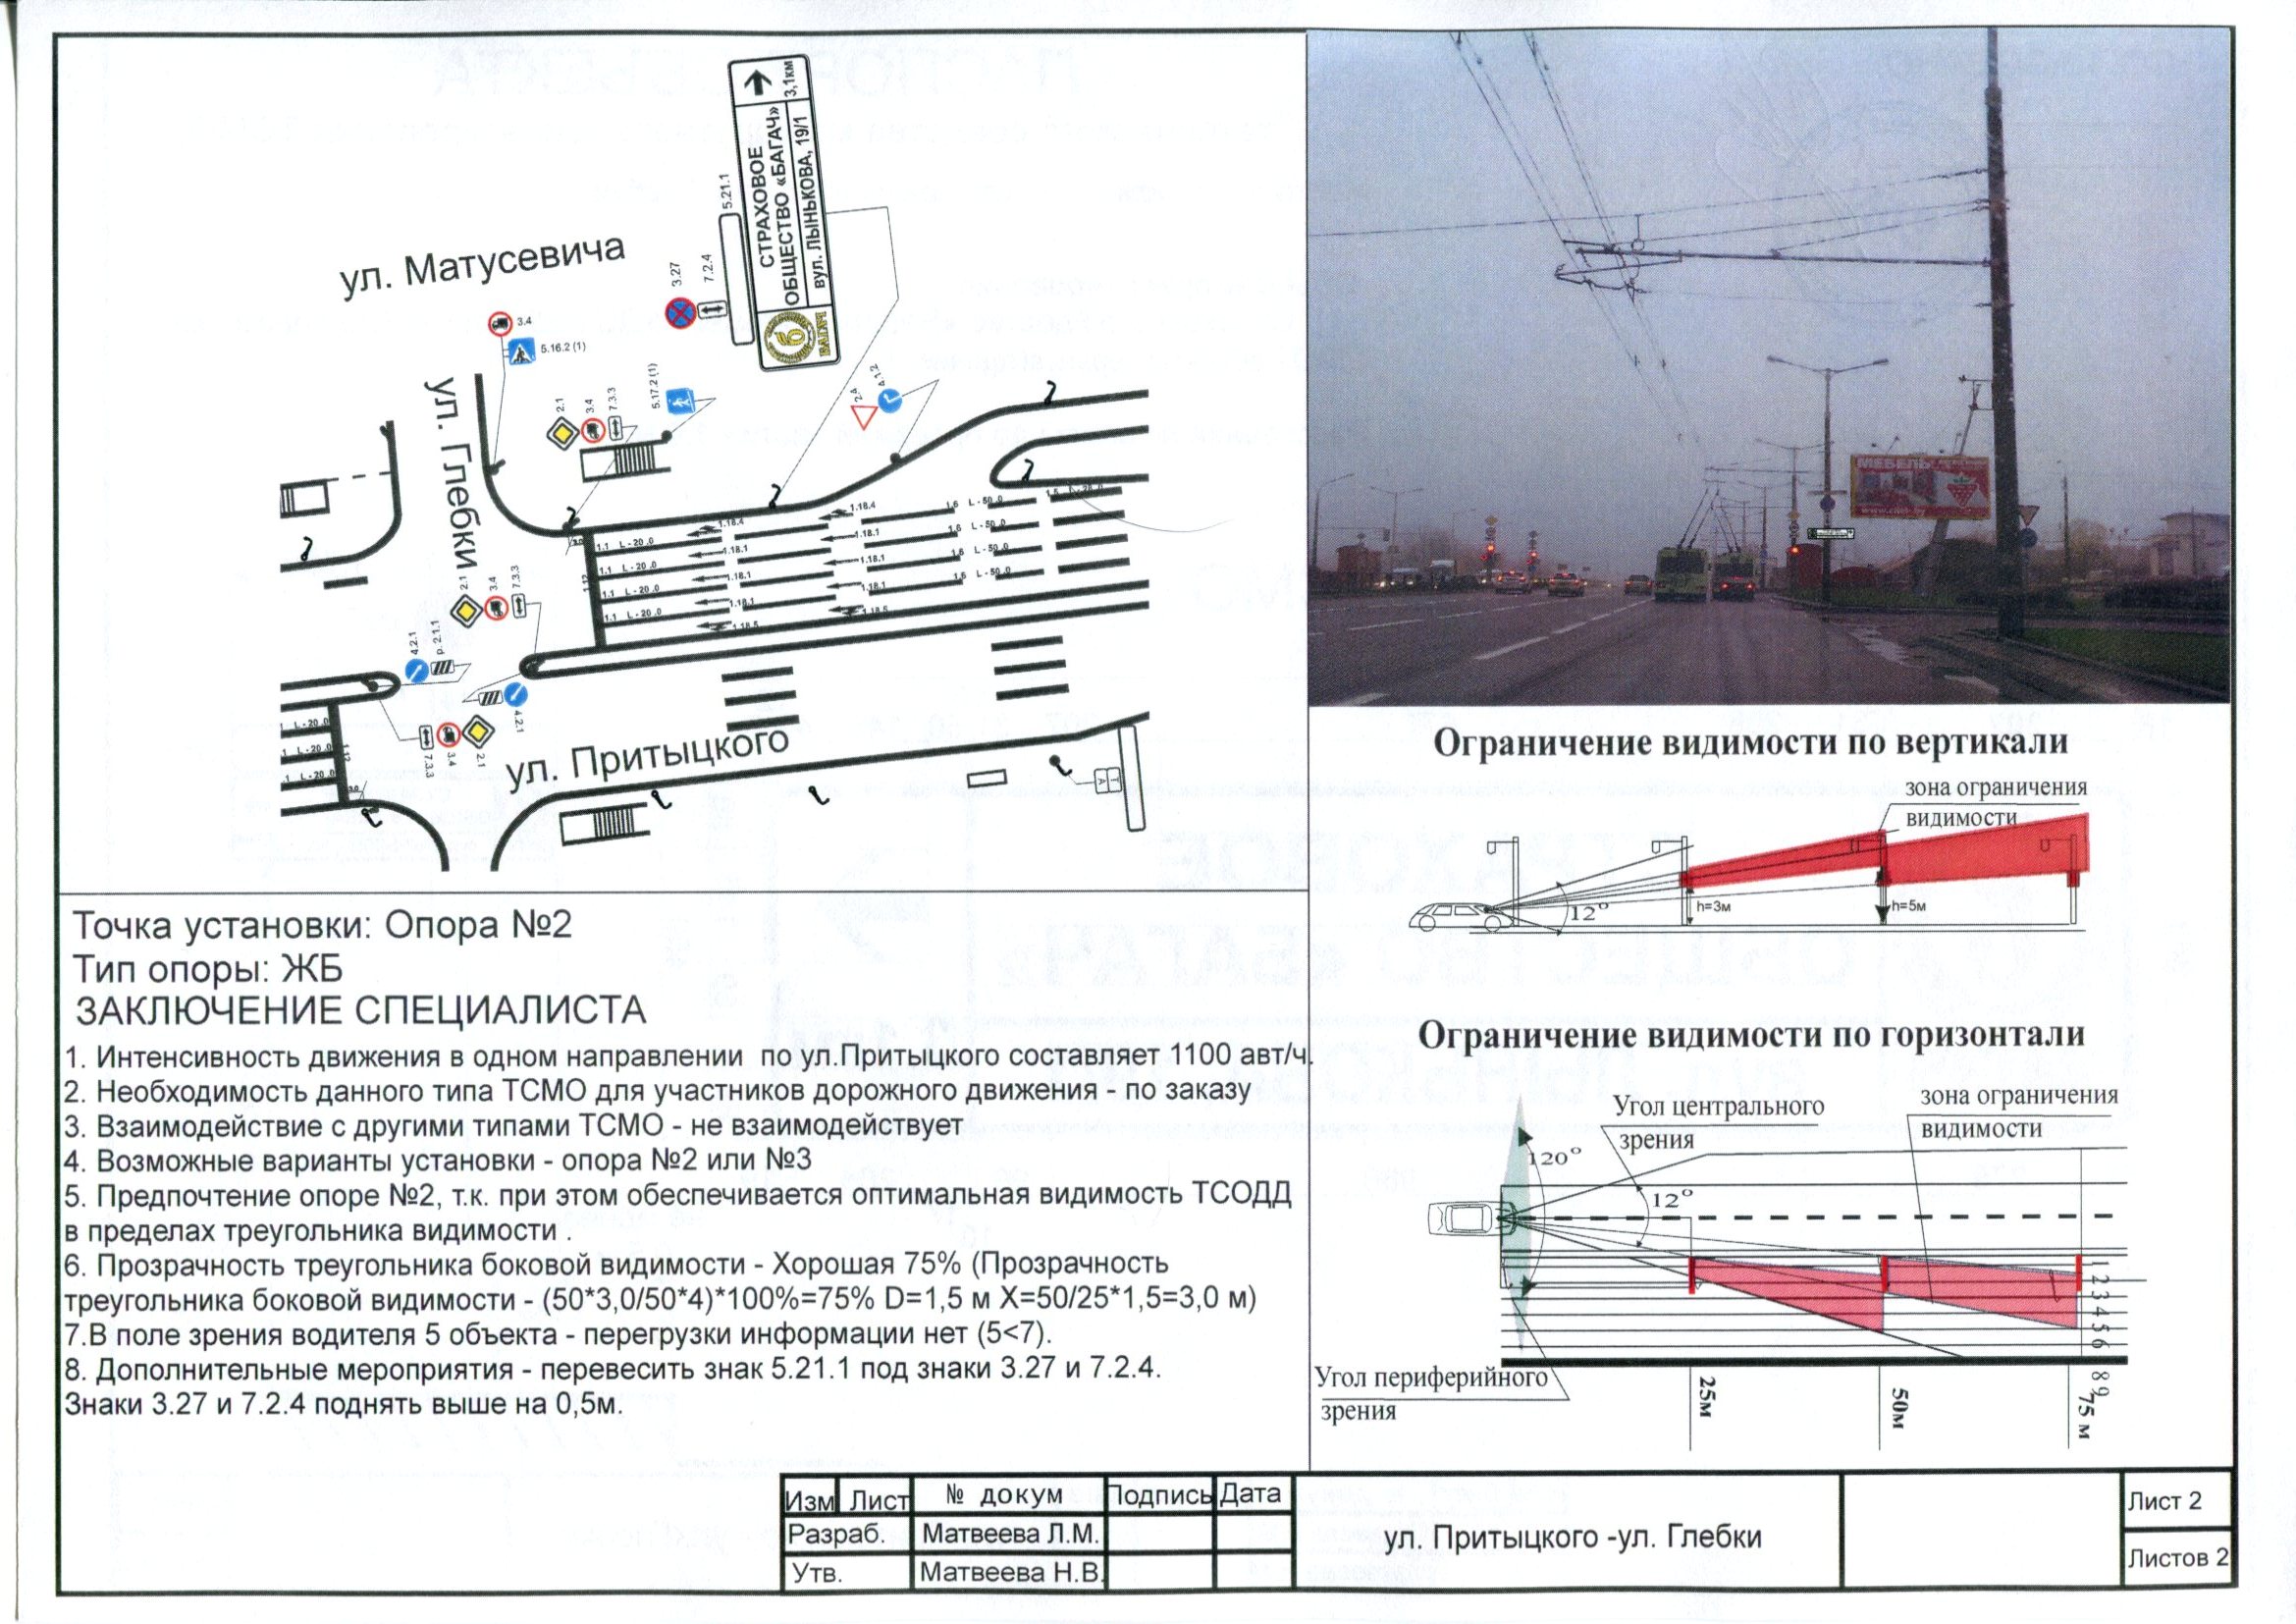 СТРАХОВОЕ
ОБЩЕСТВО «БАГАЧ»
вул. ЛЫНЬКОВА, 19/1
3,1км
БАГАЧ
5.21.1
3.27
7.2.4
ул. Матусевича
3.4
5.16.2 (1)
ул. Глебки
2.1
3.4
7.3.3
5.17.2 (1)
2.4
4.1.2
1.18.4
1.18.4
1.6 L - 50 .0
1.1 L - 20 .0
1.18.1
1.18.1
1.6 L - 50 .0
1.1 L - 20 .0
1.18.1
1.18.1
1.6 L - 50 .0
1.1 L - 20 .0
1.18.1
1.18.1
1.6 L - 50 .0
1.1 L - 20 .0
1.18.5
1.18.5
1.12
2.1
3.4
7.3.3
4.2.1
р. 2.1.1
4.2.1
7.3.3
3.4
2.1
1 L - 20 .0
1 L - 20 .0
1 L - 20 .0
1.12
ул. Притыцкого
А
Т
МЕБЕЛЬ
Ограничение видимости по вертикали
зона ограничения
видимости
12°
h=3м
h=5м
Ограничение видимости по горизонтали
Угол центрального
зрения
зона ограничения
видимости
120°
12°
1 2 3 4 5 6
8 9
Угол периферийного
зрения
25м
50м
75 м
Точка установки: Опора №2
Тип опоры: ЖБ
ЗАКЛЮЧЕНИЕ СПЕЦИАЛИСТА
1. Интенсивность движения в одном направлении по ул.Притыцкого составляет 1100 авт/ч.
2. Необходимость данного типа ТСМО для участников дорожного движения - по заказу
3. Взаимодействие с другими типами ТСМО - не взаимодействует
4. Возможные варианты установки - опора №2 или №3
5. Предпочтение опоре №2, т.к. при этом обеспечивается оптимальная видимость ТСОДД
в пределах треугольника видимости .
6. Прозрачность треугольника боковой видимости - Хорошая 75% (Прозрачность
треугольника боковой видимости - (50*3,0/50*4)*100%=75% D=1,5 м X=50/25*1,5=3,0 м)
7.В поле зрения водителя 5 объекта - перегрузки информации нет (5<7).
8. Дополнительные мероприятия - перевесить знак 5.21.1 под знаки 3.27 и 7.2.4.
Знаки 3.27 и 7.2.4 поднять выше на 0,5м.
Изм Лист № докум Подпись Дата
Разраб. Матвеева Л.М.
Утв. Матвеева Н.В.
ул. Притыцкого -ул. Глебки
Лист 2
Листов 2